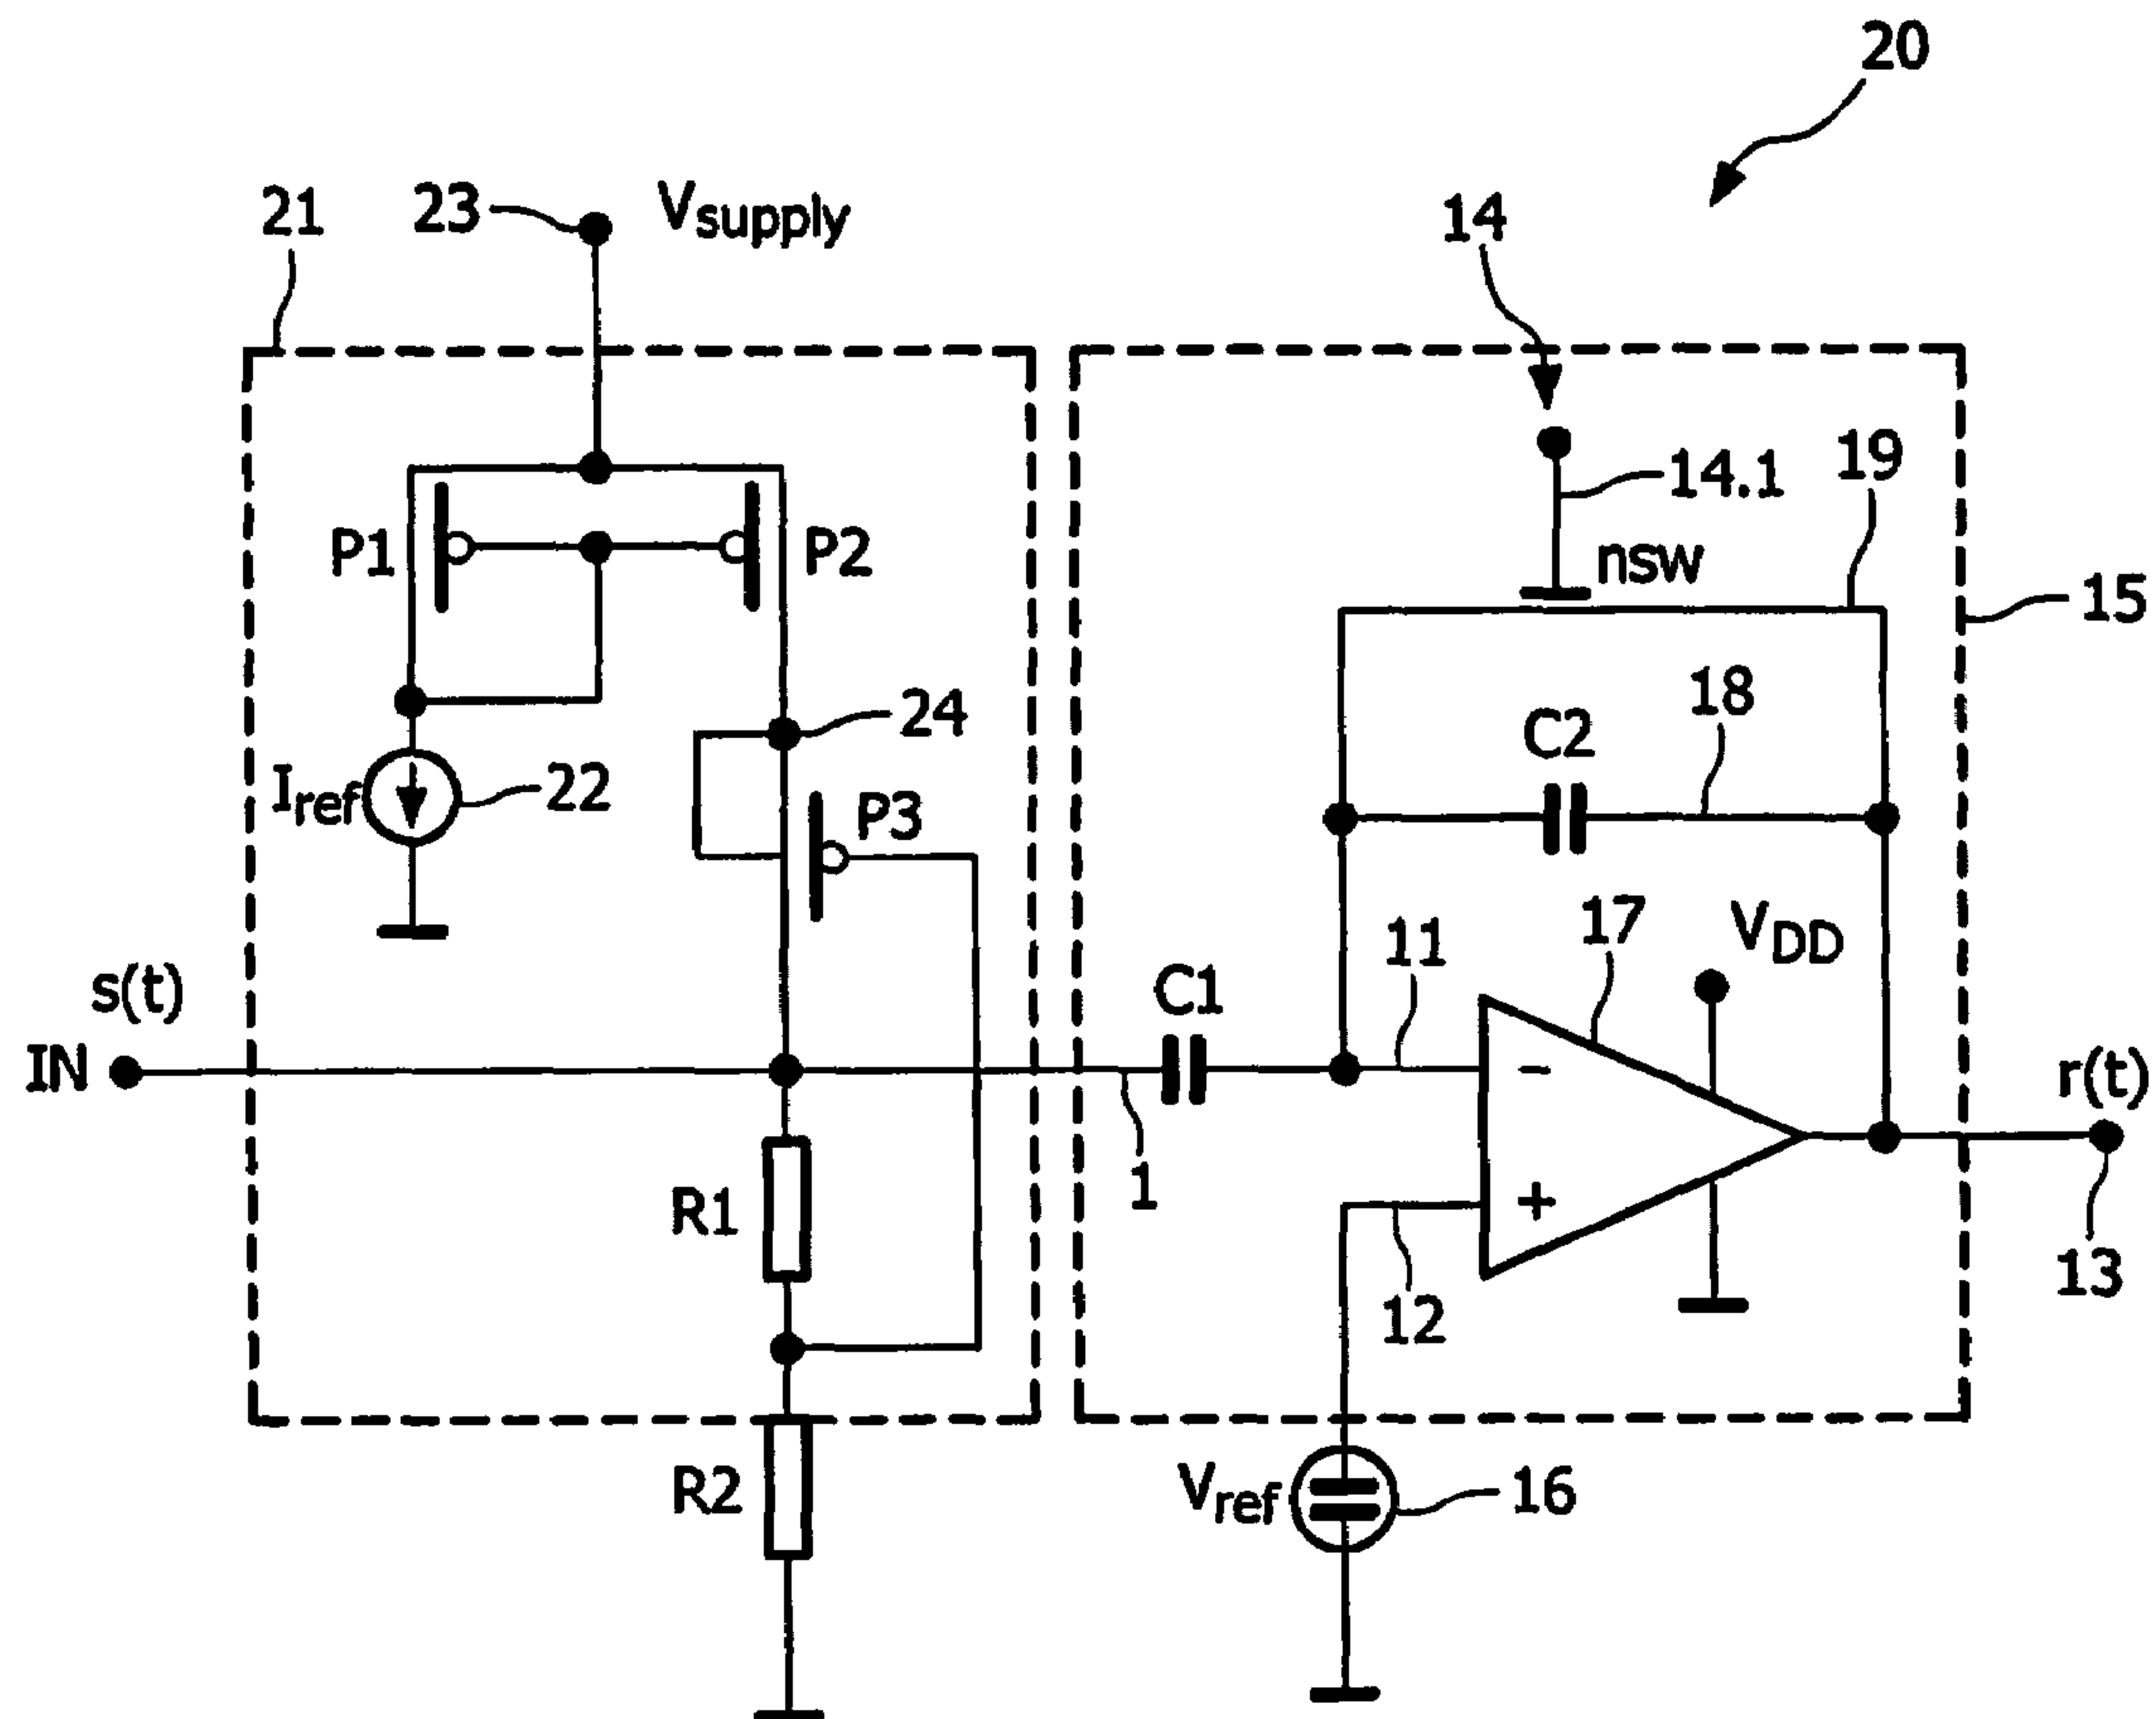 20
21
23
Vsupply
14
14.1
19
P1
P2
nsw
15
24
18
C2
Iref
22
P3
17
VDD
11
s(t)
C1
IN
r(t)
-
1
R1
+
12
13
R2
Vref
16